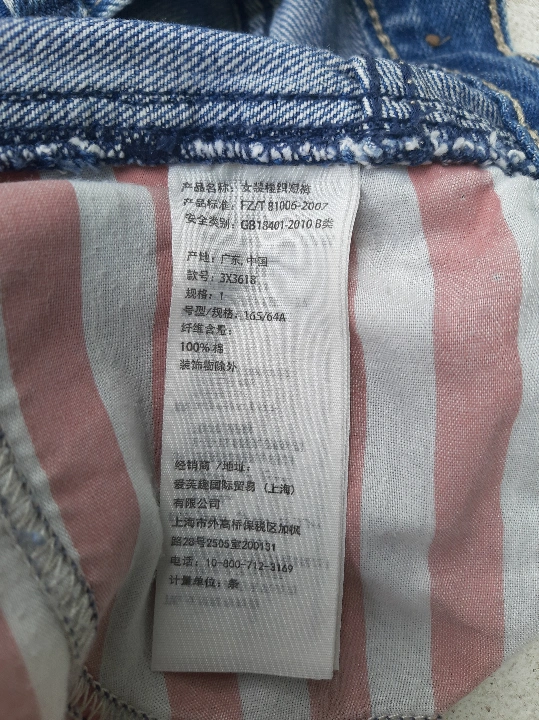 产品名称：女装梭织短裤
产品标准：FZ/T 81006-2007
安全类别：GB18401-2010 B类
产地：广东,中国
款号：3X3618
规格：1
号型/规格：165/64A
纤维含量：
100%棉
装饰物除外
经销商 /地址：
爱芙趣国际贸易（上海）
有限公司
上海市外高桥保税区加枫
路28号2505室200131
电话：10-800-712-3169
计量单位：条